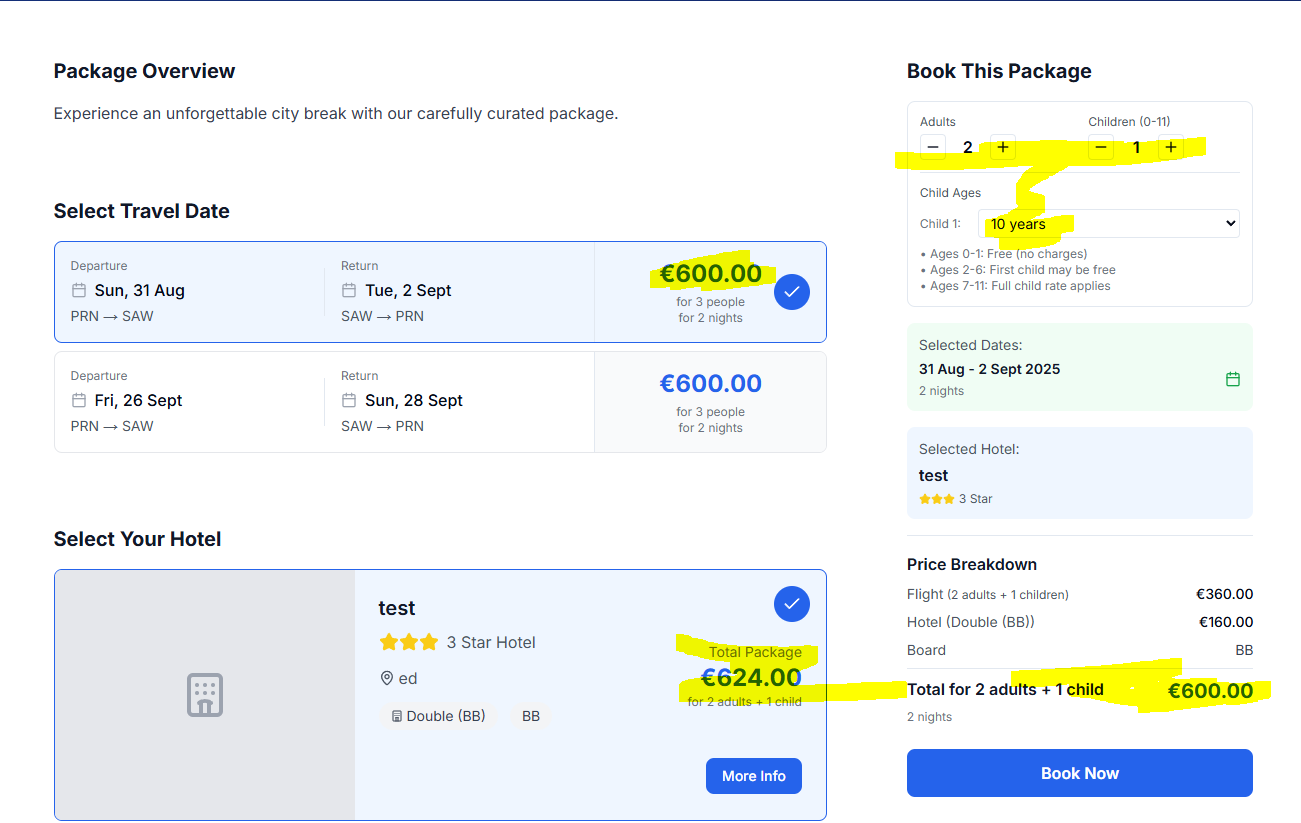 Package Overview
Experience an unforgettable city break with our carefully curated package.
Select Travel Date
Departure
Sun, 31 Aug
PRN → SAW
Return
Tue, 2 Sept
SAW → PRN
€600.00
for 3 people
for 2 nights
Departure
Fri, 26 Sept
PRN → SAW
Return
Sun, 28 Sept
SAW → PRN
€600.00
for 3 people
for 2 nights
Select Your Hotel
test
3 Star Hotel
ed
Double (BB) BB
Total Package
€624.00
for 2 adults + 1 child
More Info
Book This Package
Adults Children (0-11)
− 2 + − 1 +
Child Ages
Child 1: 10 years
• Ages 0-1: Free (no charges)
• Ages 2-6: First child may be free
• Ages 7-11: Full child rate applies
Selected Dates:
31 Aug - 2 Sept 2025
2 nights
Selected Hotel:
test
3 Star
Price Breakdown
Flight (2 adults + 1 children) €360.00
Hotel (Double (BB)) €160.00
Board BB
Total for 2 adults + 1 child €600.00
2 nights
Book Now